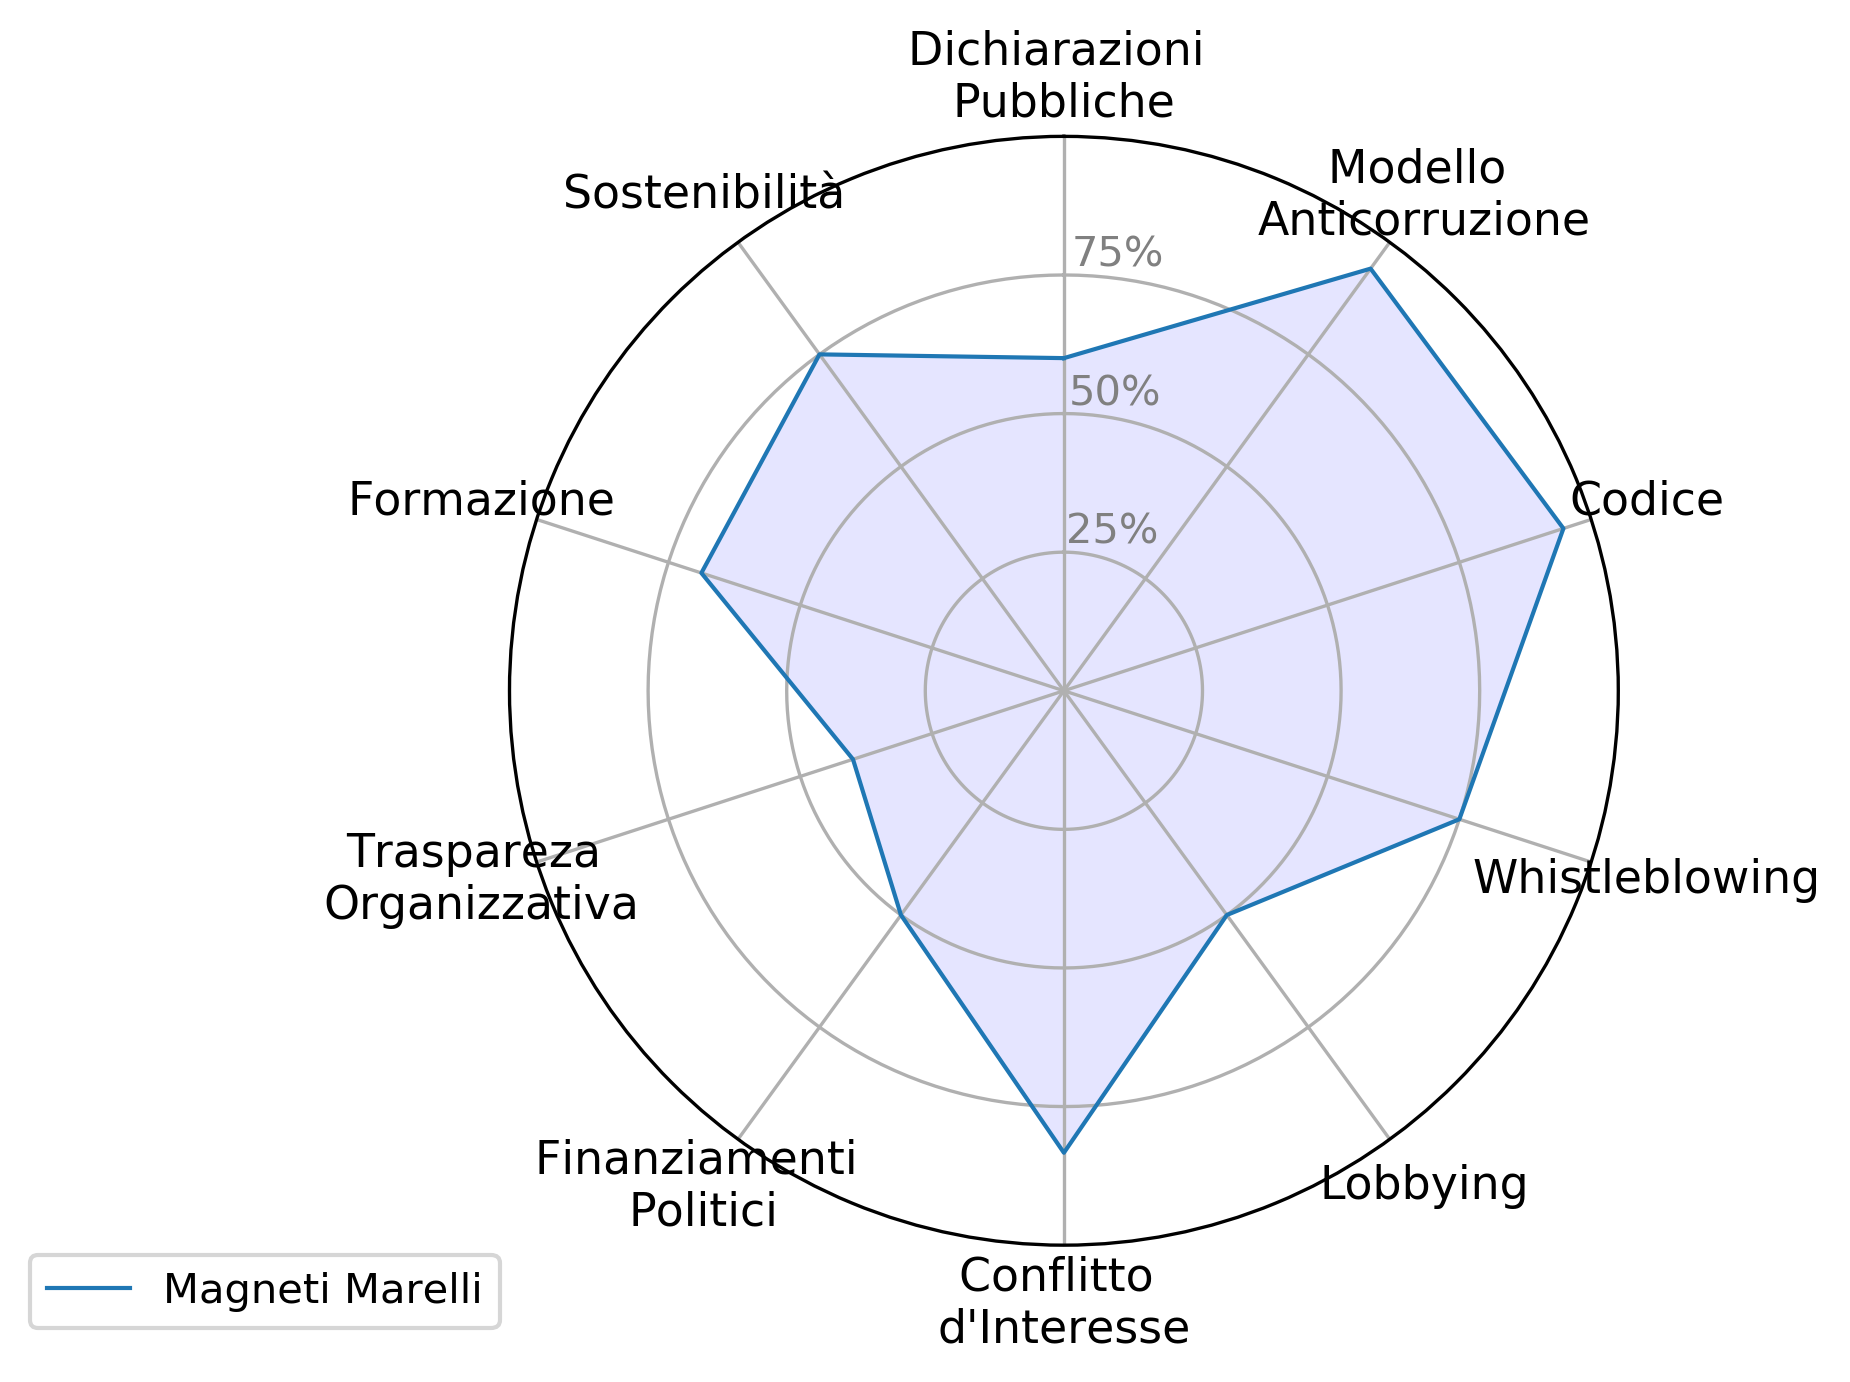 Dichiarazioni
Pubbliche
Modello
Anticorruzione
Sostenibilità
75%
50%
Codice
Formazione
25%
Traspareza
Organizzativa
Whistleblowing
Finanziamenti
Politici
Lobbying
Conflitto
d'Interesse
Magneti Marelli